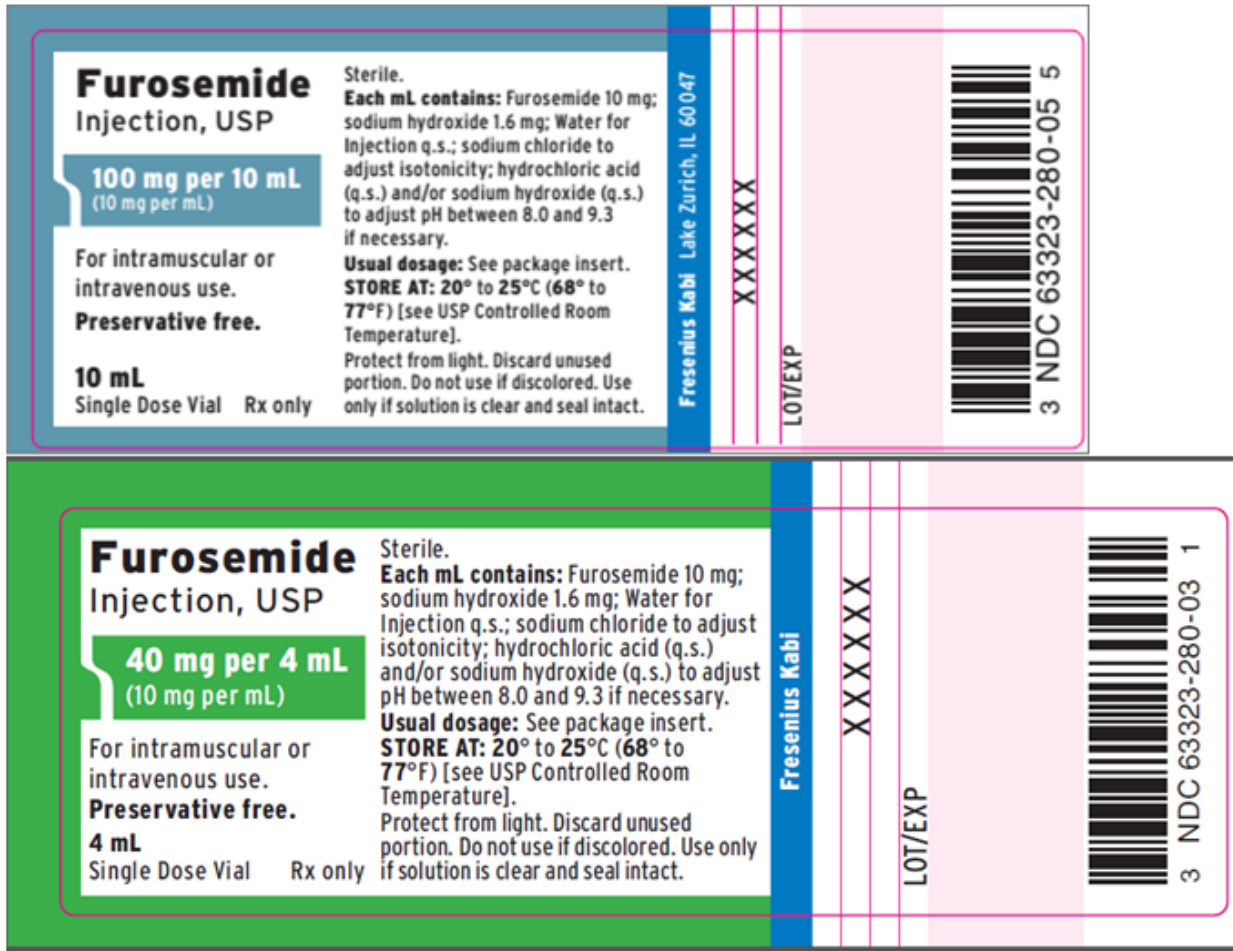 Furosemide
Injection, USP
100 mg per 10 mL
(10 mg per mL)
For intramuscular or
intravenous use.
Preservative free.
10 mL
Single Dose Vial Rx only
Sterile.
Each mL contains: Furosemide 10 mg;
sodium hydroxide 1.6 mg; Water for
Injection q.s.; sodium chloride to
adjust isotonicity; hydrochloric acid
(q.s.) and/or sodium hydroxide (q.s.)
to adjust pH between 8.0 and 9.3
if necessary.
Usual dosage: See package insert.
STORE AT: 20° to 25°C (68° to
77°F) [see USP Controlled Room
Temperature].
Protect from light. Discard unused
portion. Do not use if discolored. Use
only if solution is clear and seal intact.
Fresenius Kabi Lake Zurich, IL 60047
XXXXXX
LOT/EXP
3 NDC 63323-280-05 5
Furosemide
Injection, USP
40 mg per 4 mL
(10 mg per mL)
For intramuscular or
intravenous use.
Preservative free.
4 mL
Single Dose Vial Rx only
Sterile.
Each mL contains: Furosemide 10 mg;
sodium hydroxide 1.6 mg; Water for
Injection q.s.; sodium chloride to adjust
isotonicity; hydrochloric acid (q.s.)
and/or sodium hydroxide (q.s.) to adjust
pH between 8.0 and 9.3 if necessary.
Usual dosage: See package insert.
STORE AT: 20° to 25°C (68° to
77°F) [see USP Controlled Room
Temperature].
Protect from light. Discard unused
portion. Do not use if discolored. Use only
if solution is clear and seal intact.
Fresenius Kabi
XXXXXX
LOT/EXP
3 NDC 63323-280-03 1